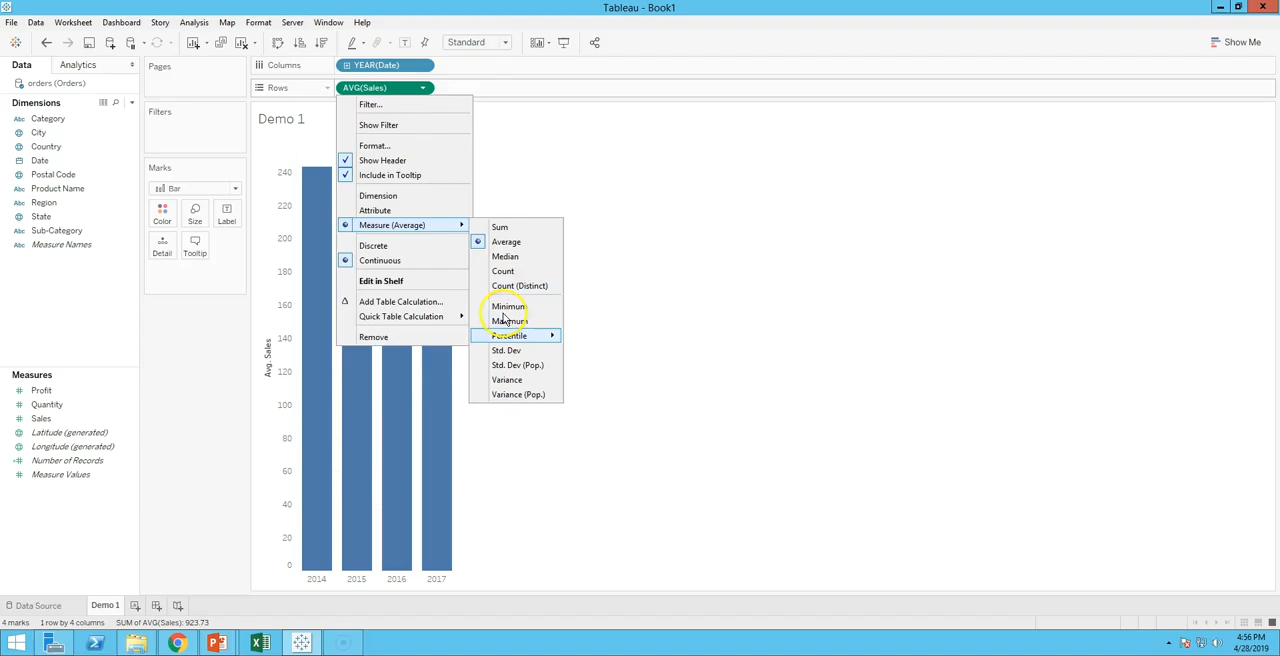 Tableau - Book1
File Data Worksheet Dashboard Story Analysis Map Format Server Window Help
Standard
Show Me
Data Analytics
Pages
Columns YEAR(Date)
orders (Orders)
Rows AVG(Sales)
Dimensions
Filters
Demo 1
Abc Category
City
Country
Date
Postal Code
Abc Product Name
Abc Region
State
Abc Sub-Category
Abc Measure Names
Marks
Bar
Color Size Label
Detail Tooltip
Measures
Profit
Quantity
Sales
Latitude (generated)
Longitude (generated)
Number of Records
Measure Values
Filter...
Show Filter
Format...
Show Header
Include in Tooltip
Dimension
Attribute
Measure (Average)
Discrete
Continuous
Edit in Shelf
Add Table Calculation...
Quick Table Calculation
Remove
Sum
Average
Median
Count
Count (Distinct)
Minimum
Maximum
Percentile
Std. Dev
Std. Dev (Pop.)
Variance
Variance (Pop.)
Avg. Sales
240
220
200
180
160
140
120
100
80
60
40
20
0
2014 2015 2016 2017
Data Source Demo 1
4 marks 1 row by 4 columns SUM of AVG(Sales): 923.73
4:56 PM
4/28/2019